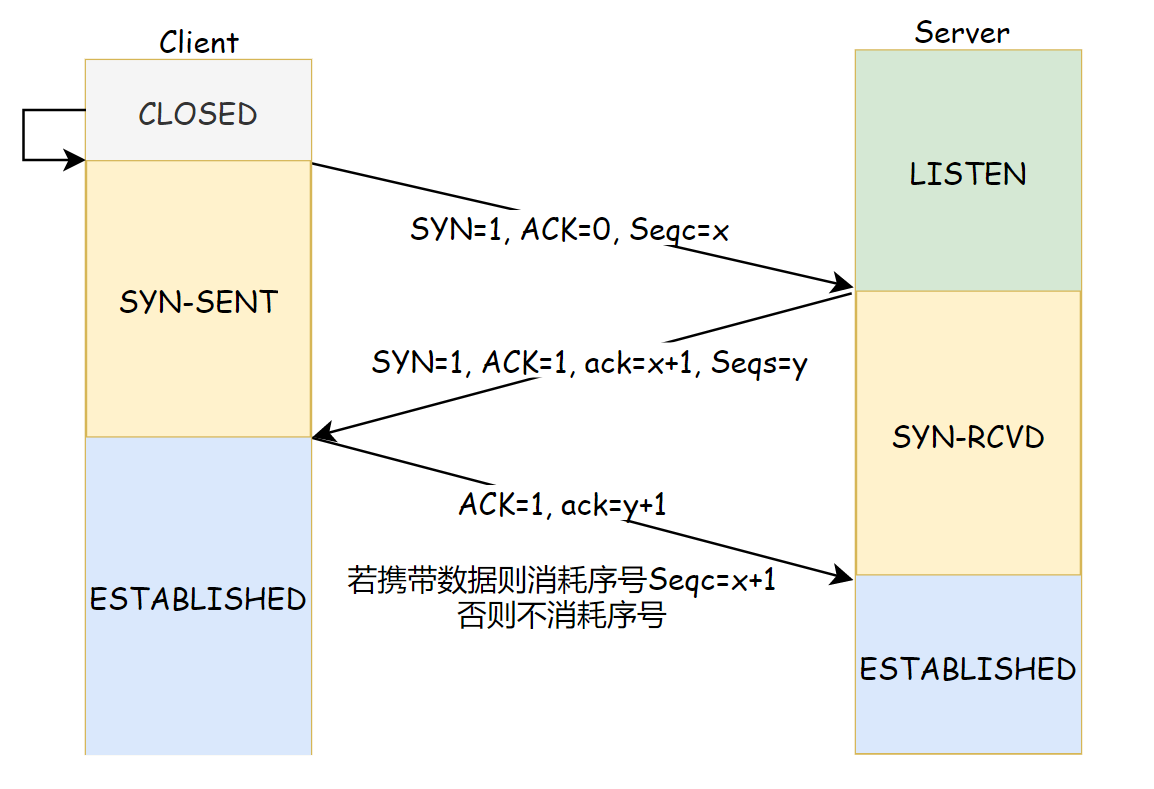 Client
Server
CLOSED
LISTEN
SYN=1, ACK=0, Seqc=x
SYN-SENT
SYN=1, ACK=1, ack=x+1, Seqs=y
SYN-RCVD
ACK=1, ack=y+1
若携带数据则消耗序号Seqc=x+1
否则不消耗序号
ESTABLISHED
ESTABLISHED